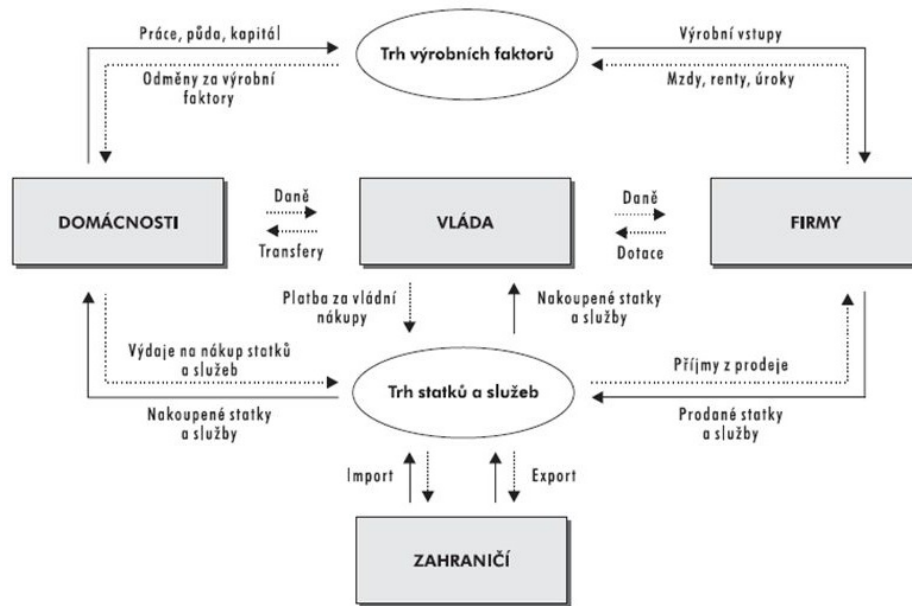 Práce, půda, kapitál
Trh výrobních faktorů
Výrobní vstupy
Odměny za výrobní
faktory
Mzdy, renty, úroky
DOMÁCNOSTI
Daně
Transfery
VLÁDA
Daně
Dotace
FIRMY
Platba za vládní
nákupy
Nakoupené statky
a služby
Výdaje na nákup statků
a služeb
Trh statků a služeb
Příjmy z prodeje
Nakoupené statky
a služby
Prodané statky
a služby
Import
Export
ZAHRANIČÍ